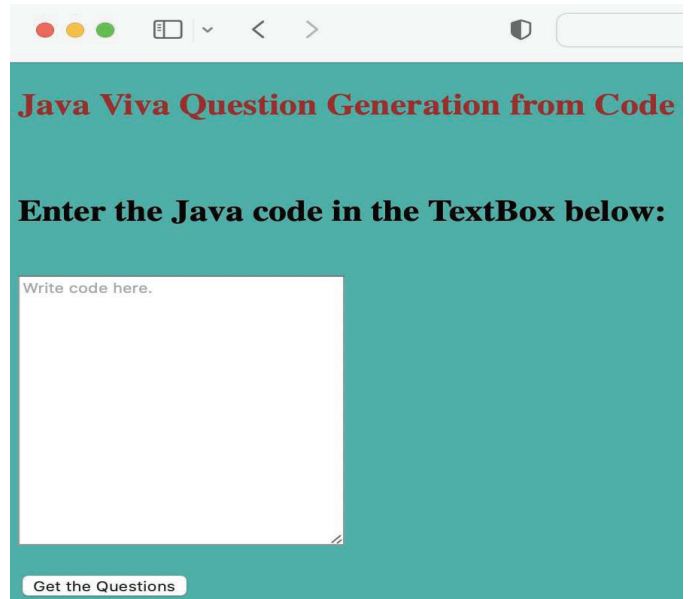 Java Viva Question Generation from Code
Enter the Java code in the TextBox below:
Write code here.
Get the Questions